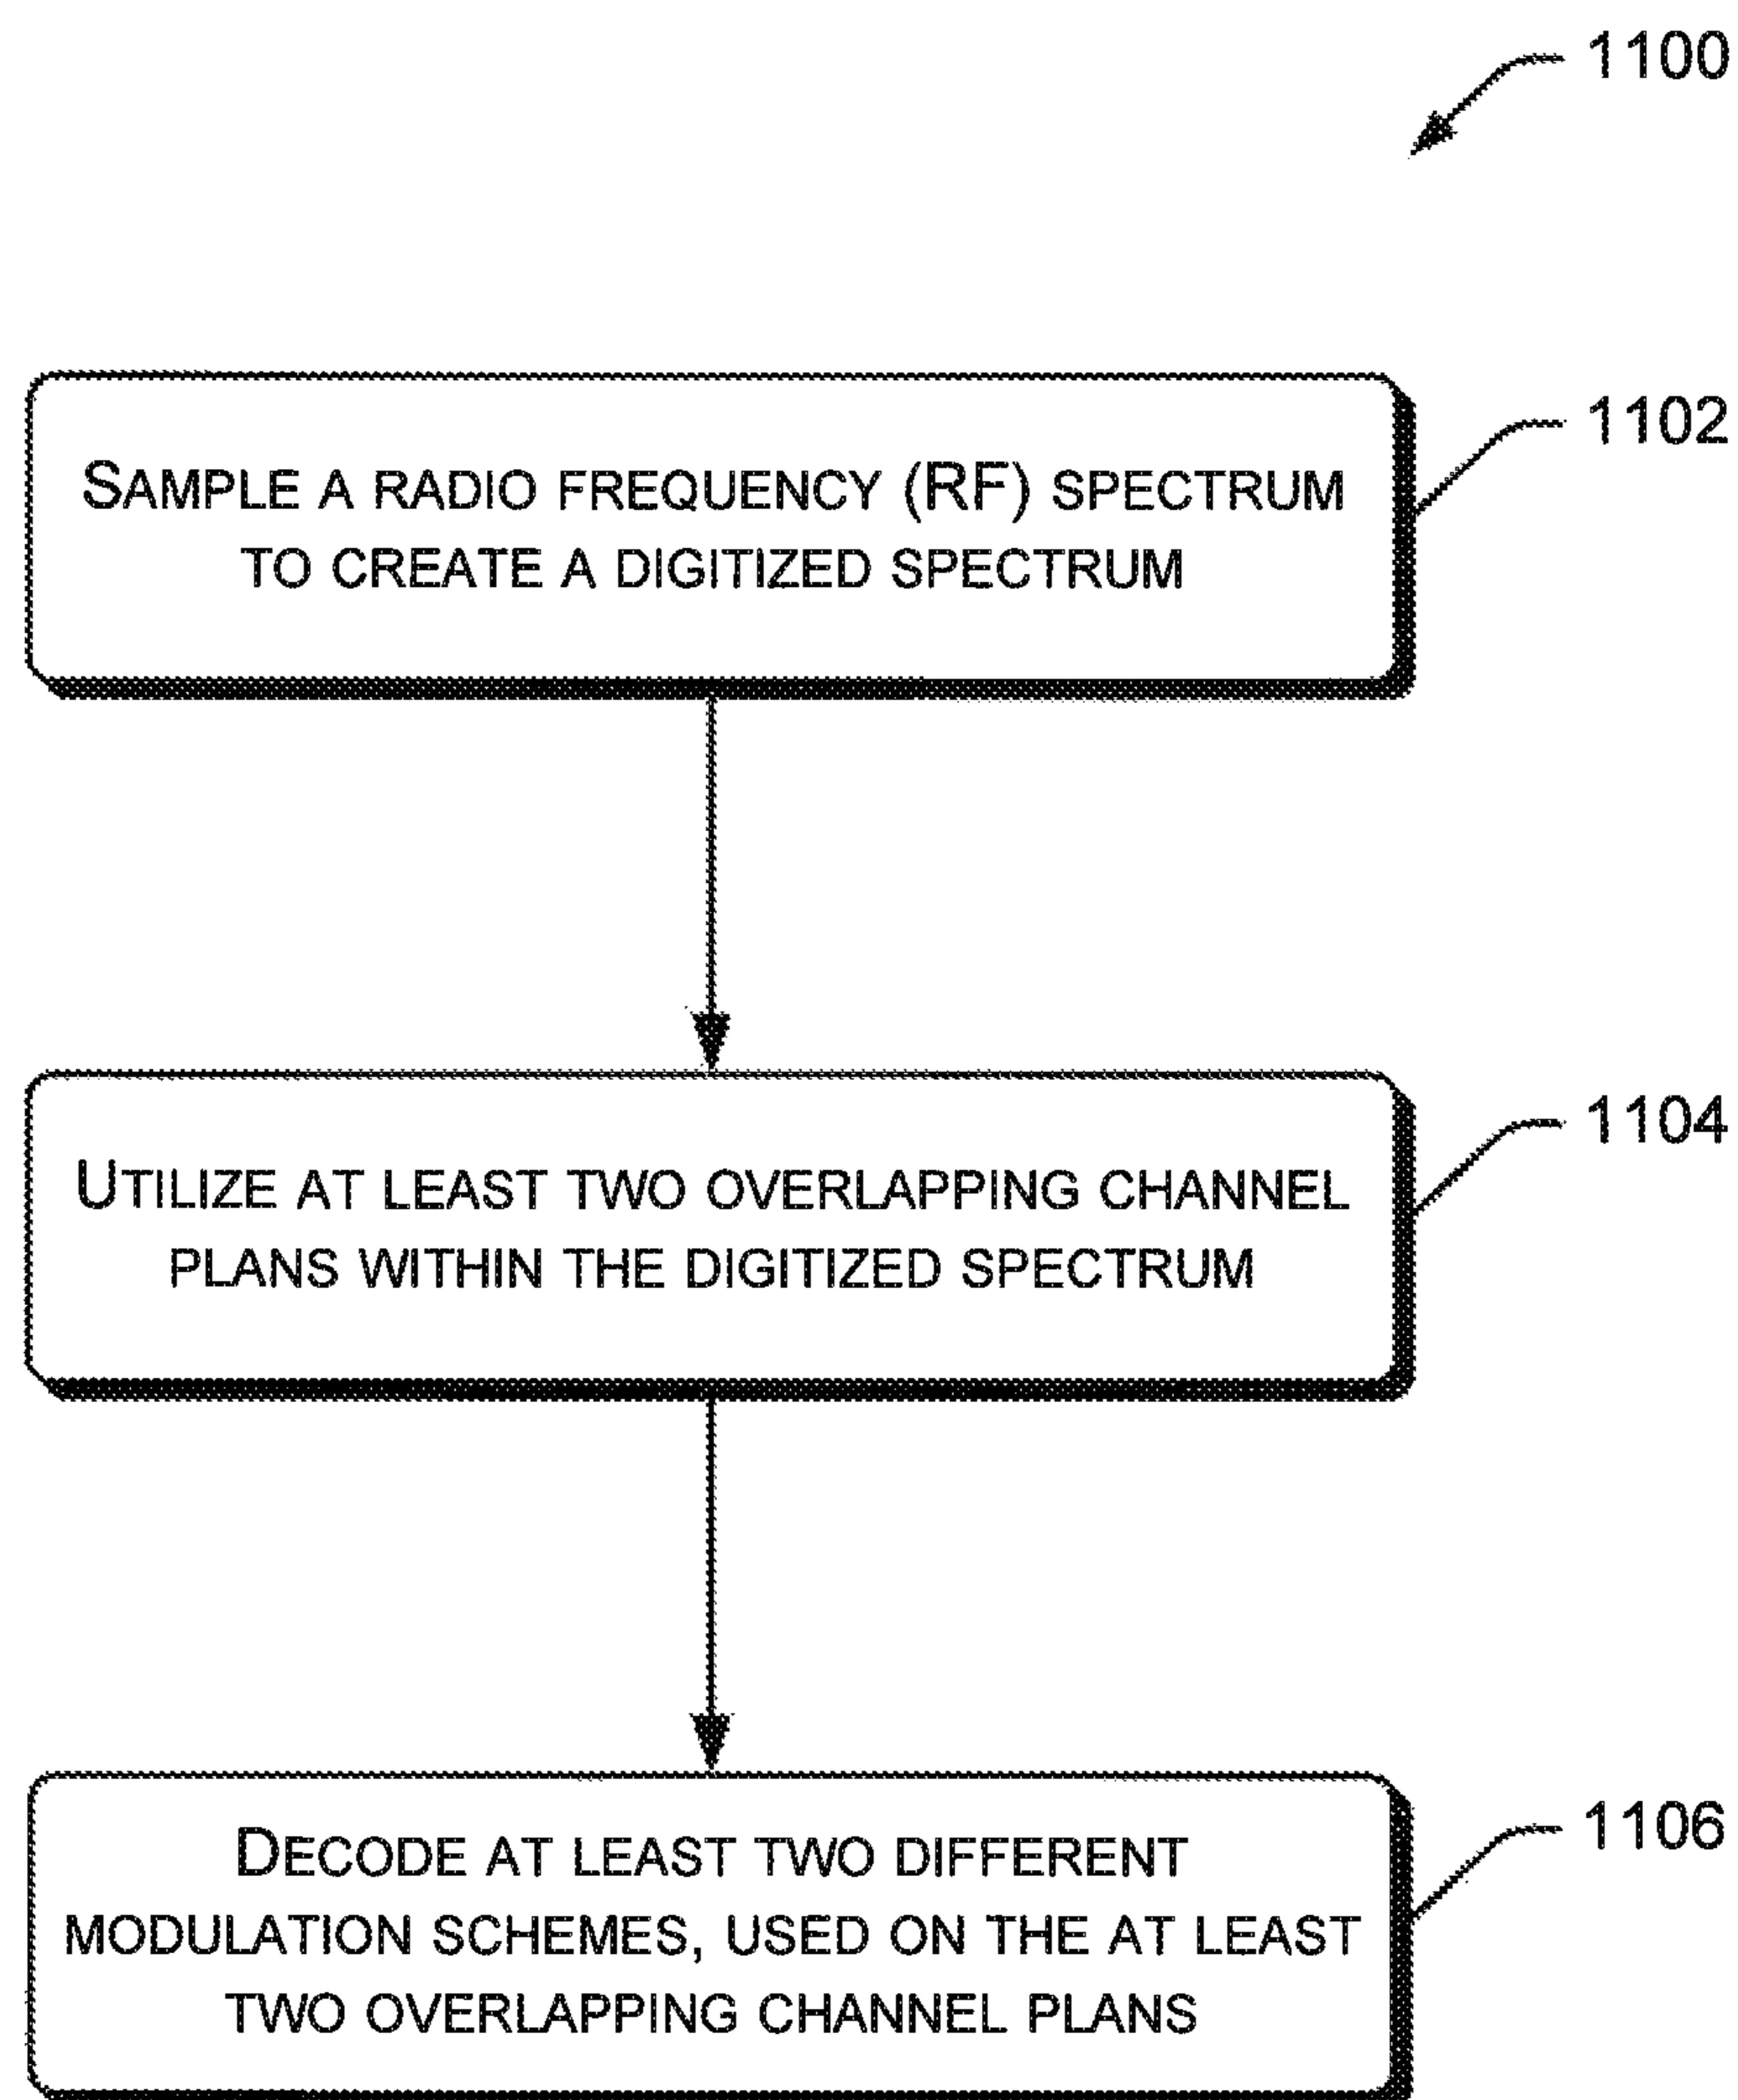 1100
1102
SAMPLE A RADIO FREQUENCY (RF) SPECTRUM
TO CREATE A DIGITIZED SPECTRUM
1104
UTILIZE AT LEAST TWO OVERLAPPING CHANNEL
PLANS WITHIN THE DIGITIZED SPECTRUM
1106
DECODE AT LEAST TWO DIFFERENT
MODULATION SCHEMES, USED ON THE AT LEAST
TWO OVERLAPPING CHANNEL PLANS